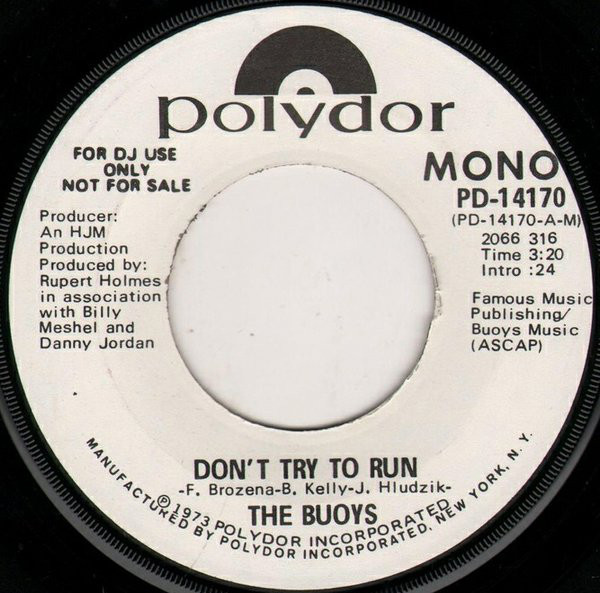 polydor
FOR DJ USE
ONLY
NOT FOR SALE
MONO
PD-14170
(PD-14170-A-M)
2066 316
Time 3:20
Intro :24
Producer:
An HJM
Production
Produced by:
Rupert Holmes
in association
with Billy
Meshel and
Danny Jordan
Famous Music
Publishing/
Buoys Music
(ASCAP)
DON'T TRY TO RUN
-F. Brozena-B. Kelly-J. Hludzik-
THE BUOYS
℗1973 POLYDOR INCORPORATED
MANUFACTURED BY POLYDOR INCORPORATED, NEW YORK, N. Y.